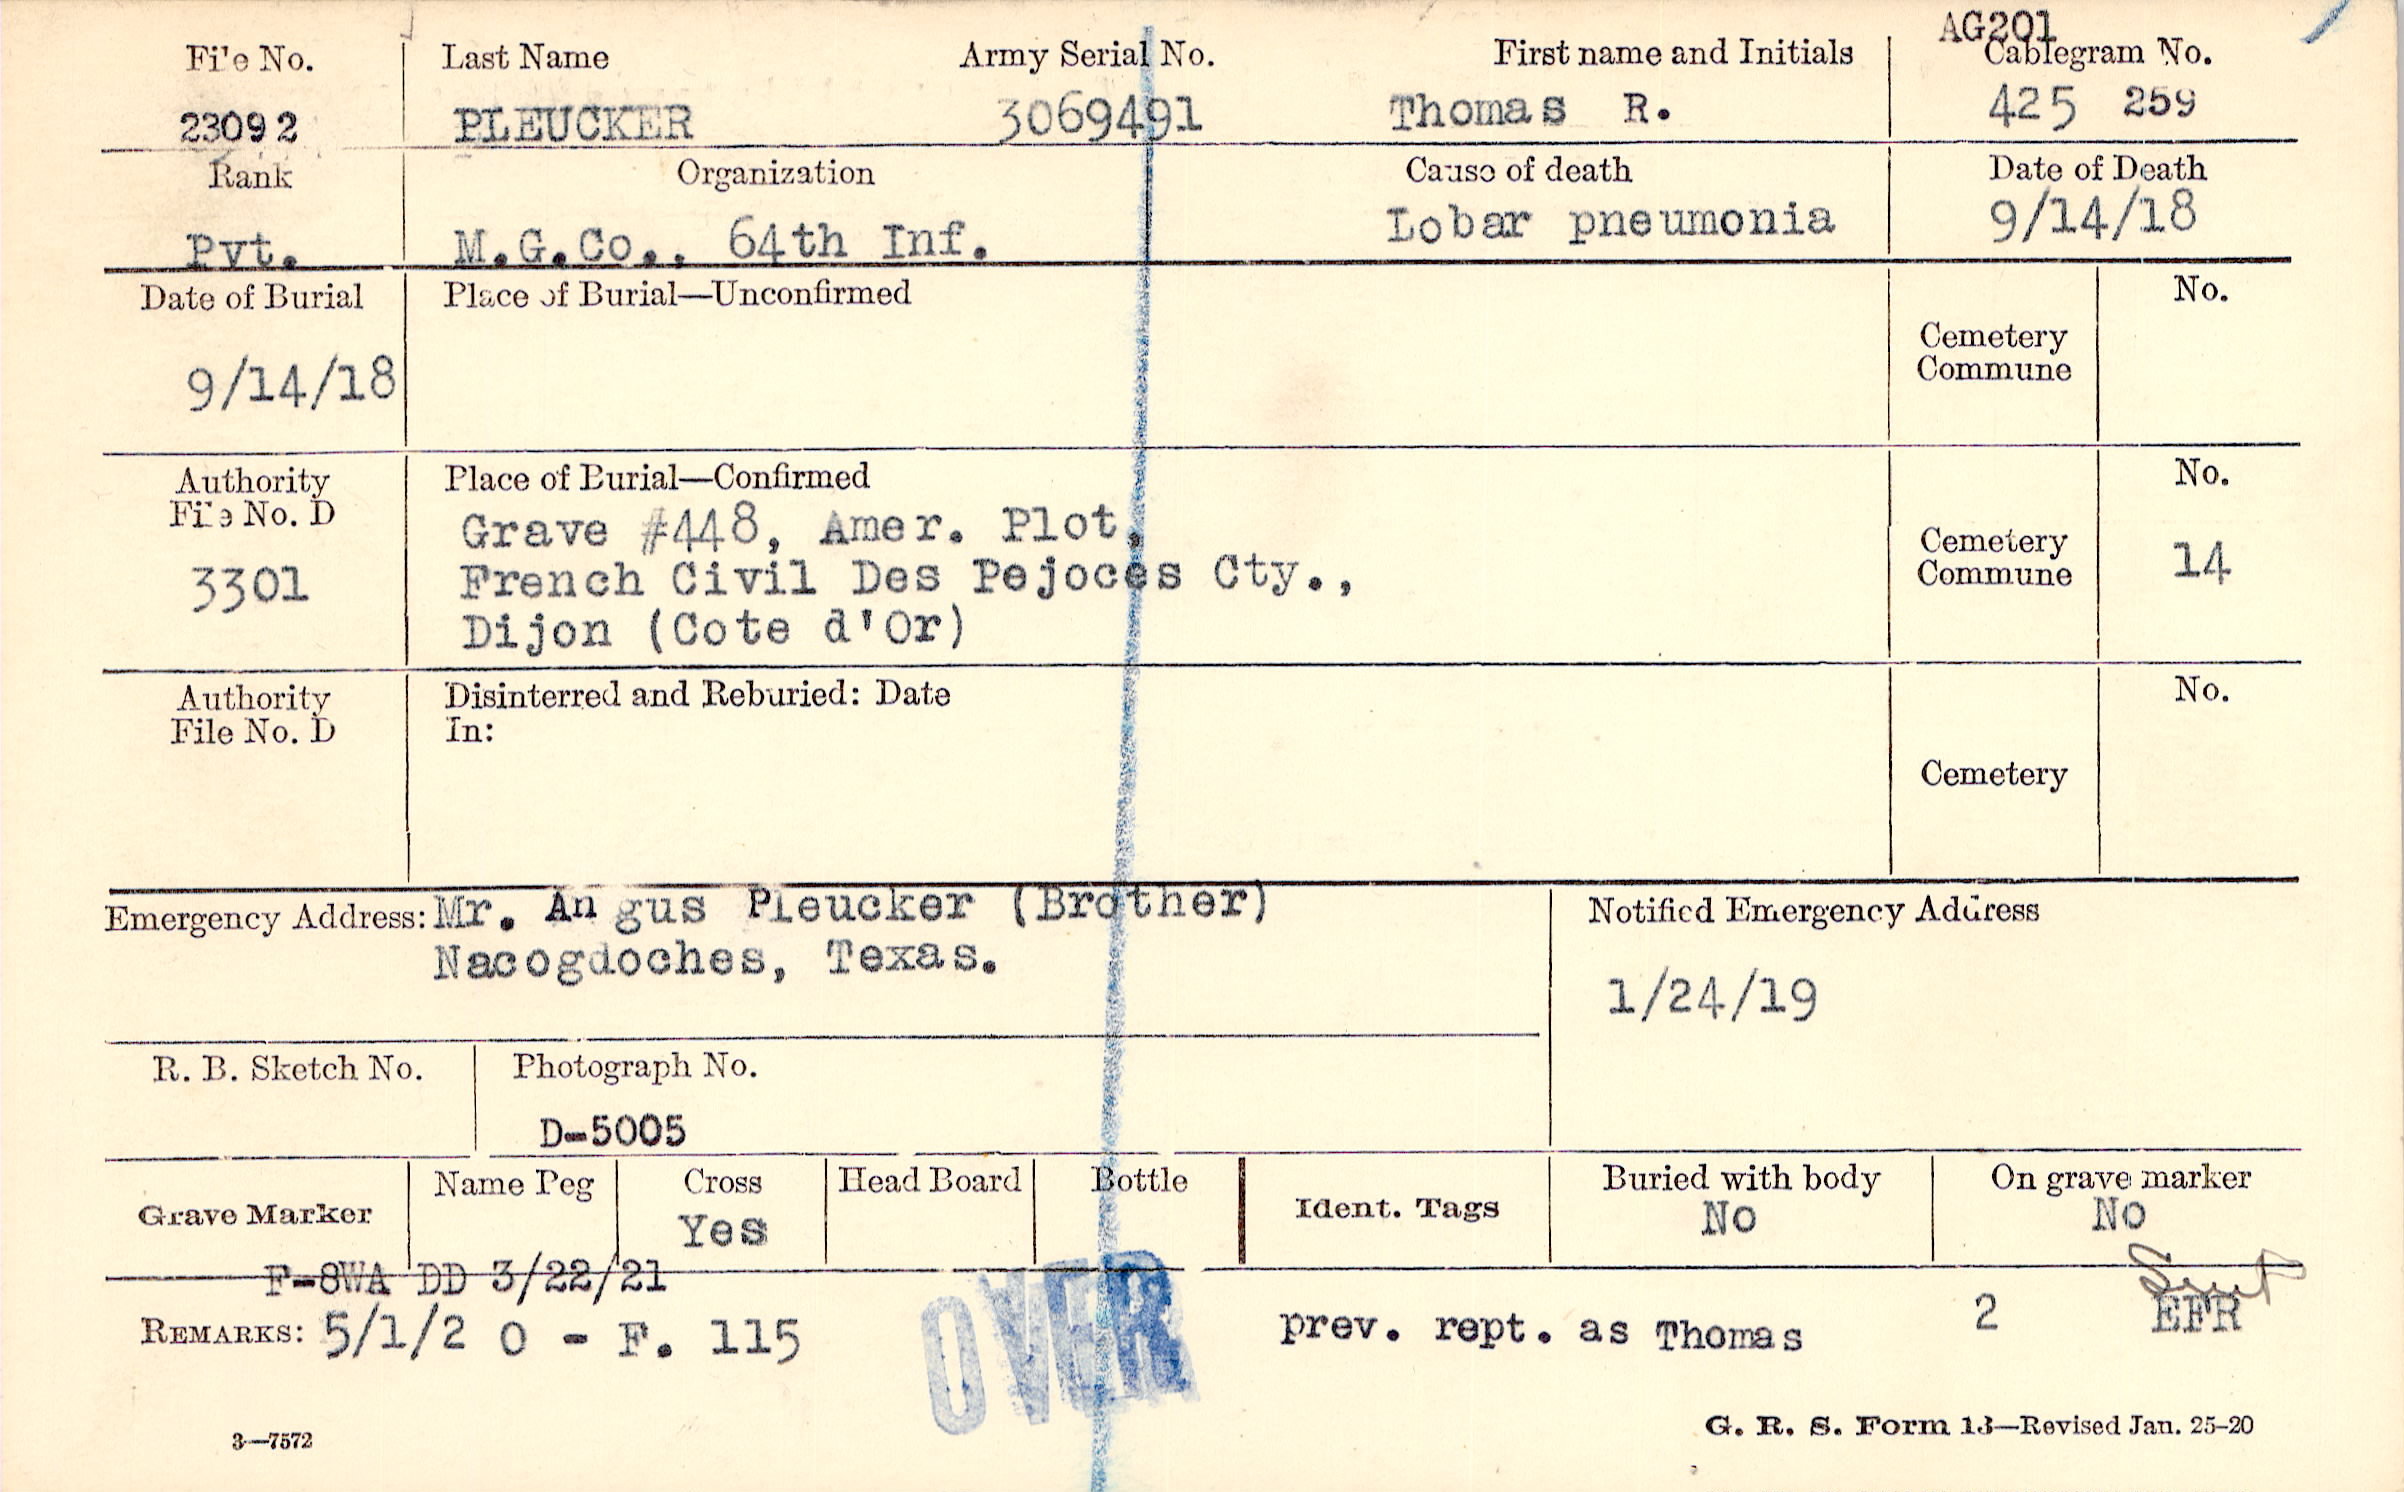 AG201
File No. Last Name Army Serial No. First name and Initials Cablegram No.
23092 PLEUCKER 3069491 Thomas R. 425 259
Rank Organization Cause of death Date of Death
Pvt. M.G.Co., 64th Inf. Lobar pneumonia 9/14/18
Date of Burial Place of Burial—Unconfirmed No.
9/14/18 Cemetery
Commune
Authority Place of Burial—Confirmed No.
File No. D
Grave #448, Amer. Plot,
3301 French Civil Des Pejoces Cty., Cemetery 14
Commune
Dijon (Cote d'Or)
Authority Disinterred and Reburied: Date No.
File No. D In:
Cemetery
Emergency Address: Mr. Angus Pleucker (Brother) Notified Emergency Address
Nacogdoches, Texas.
1/24/19
R. B. Sketch No. Photograph No.
D-5005
Grave Marker Name Peg Cross Head Board Bottle Ident. Tags Buried with body On grave marker
Yes No No
F-8WA DD 3/22/21 Sent
REMARKS: 5/1/2 0 - F. 115 OVER prev. rept. as Thomas 2 EFR
3—7572 G. R. S. Form 13—Revised Jan. 25-20